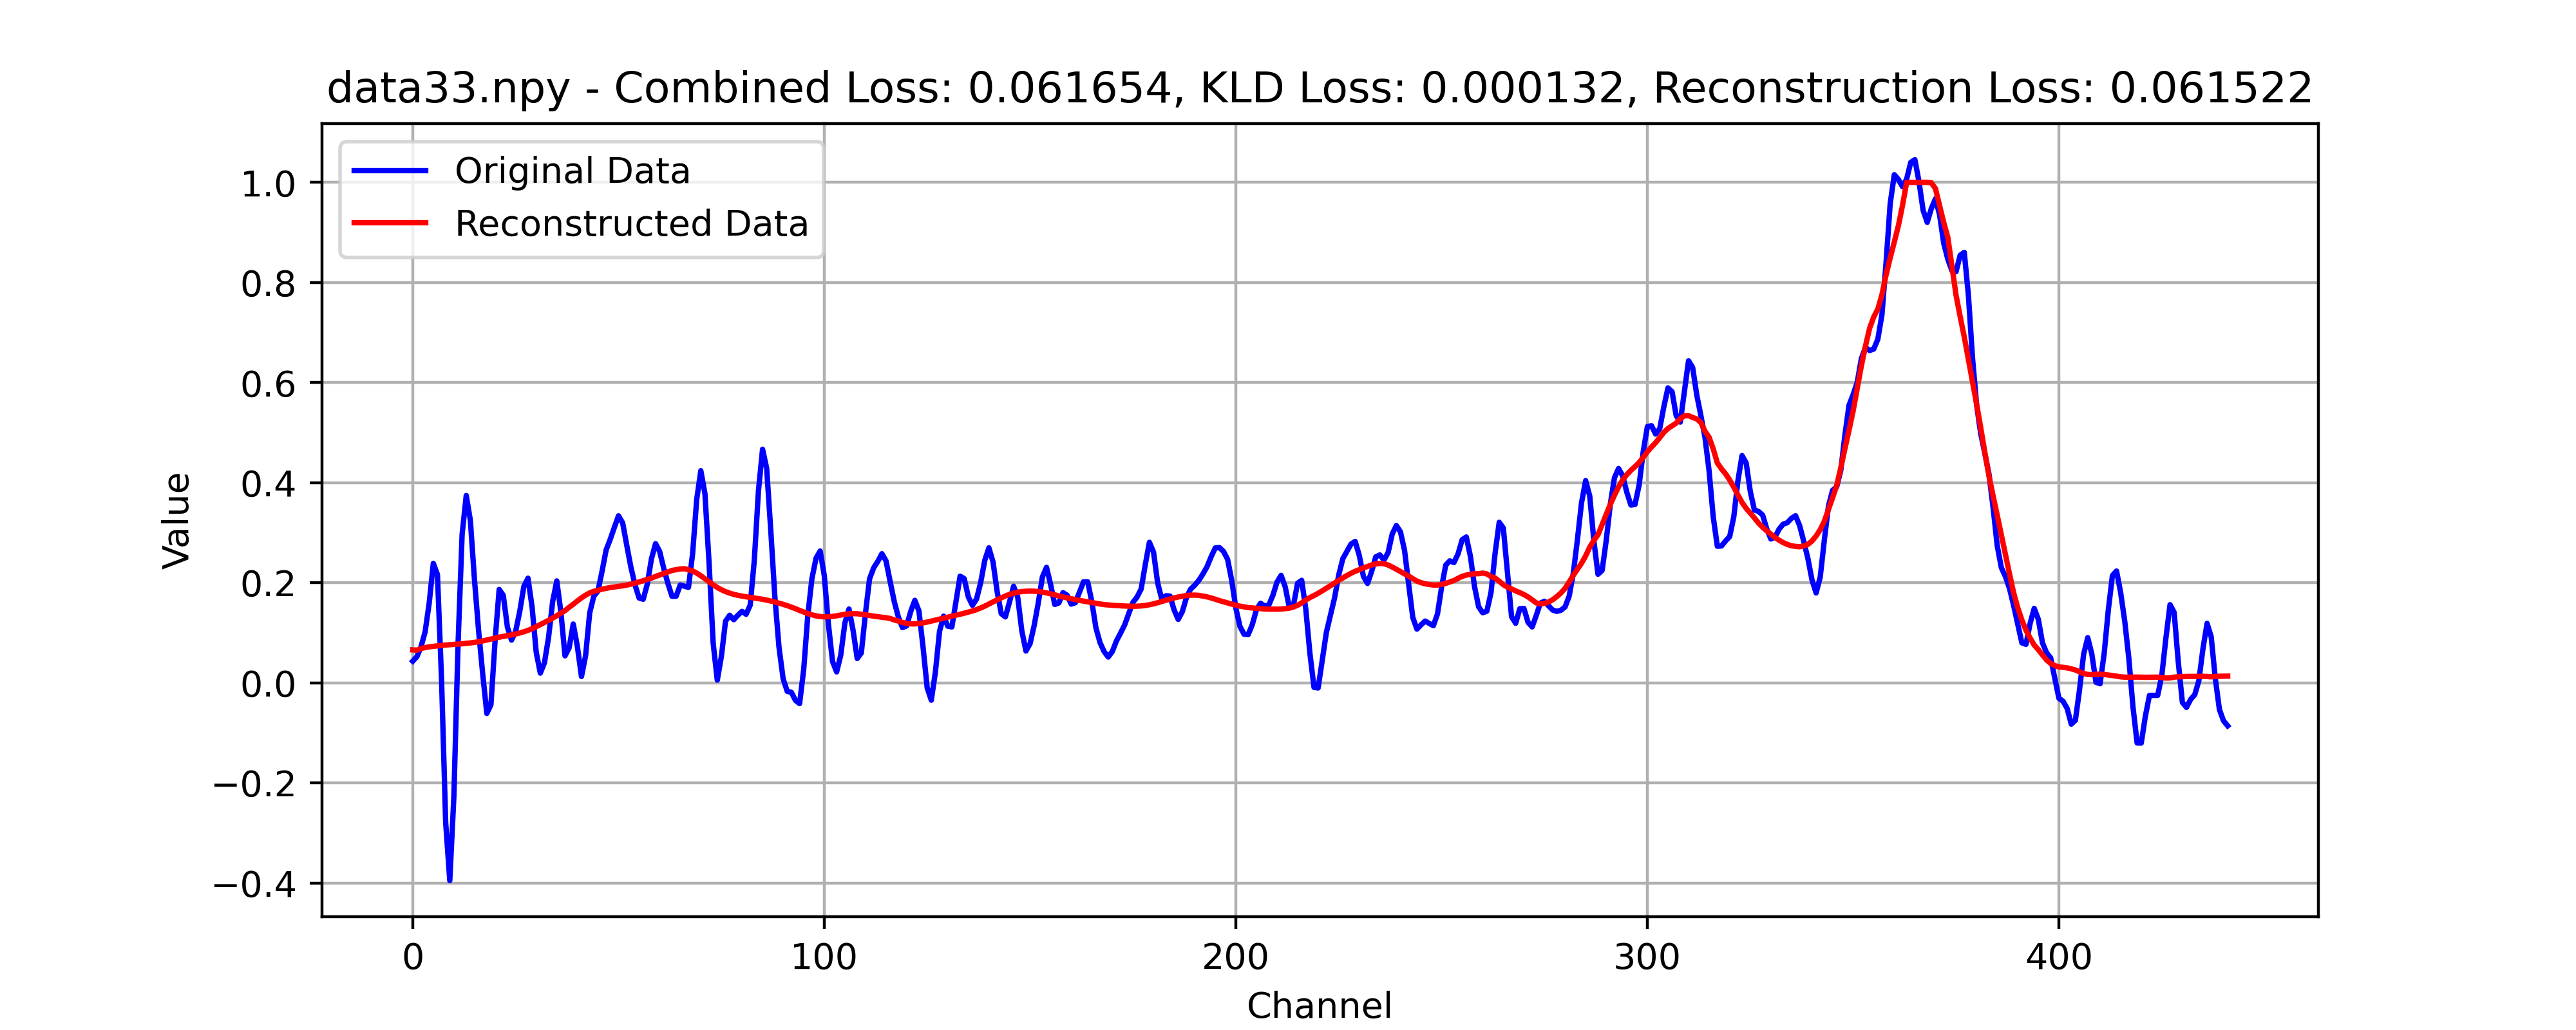 data33.npy - Combined Loss: 0.061654, KLD Loss: 0.000132, Reconstruction Loss: 0.061522
Original Data
Reconstructed Data
1.0
0.8
0.6
0.4
0.2
0.0
−0.2
−0.4
Value
0 100 200 300 400
Channel